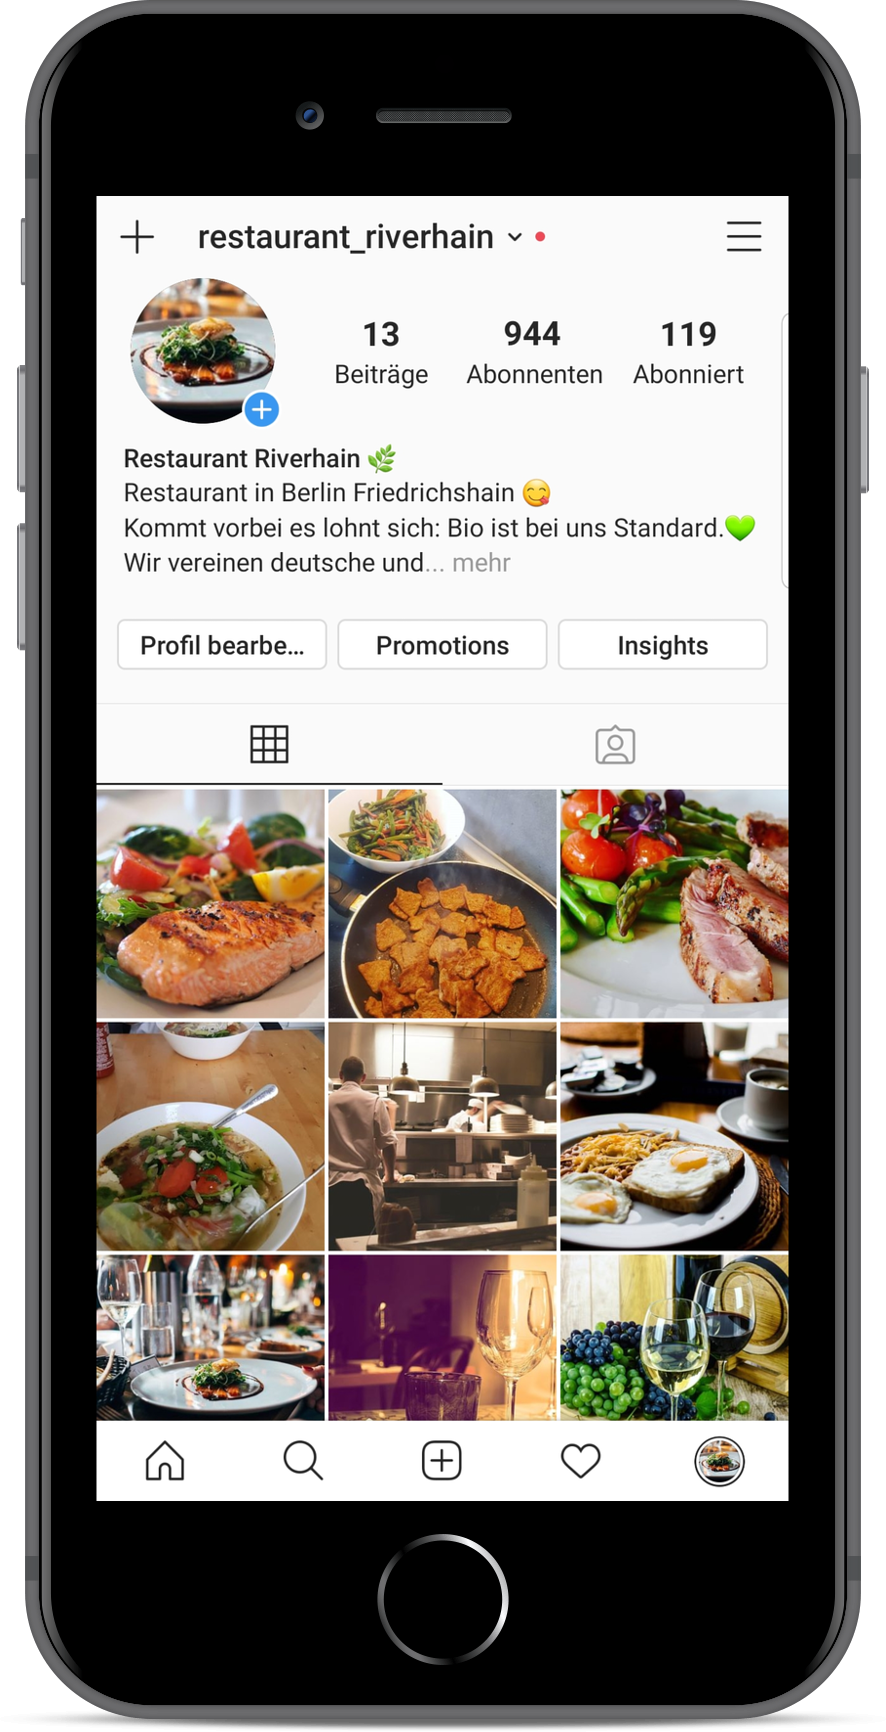 restaurant_riverhain
13 944 119
Beiträge Abonnenten Abonniert
Restaurant Riverhain 🌿
Restaurant in Berlin Friedrichshain 😋
Kommt vorbei es lohnt sich: Bio ist bei uns Standard.💚
Wir vereinen deutsche und... mehr
Profil bearbe... Promotions Insights